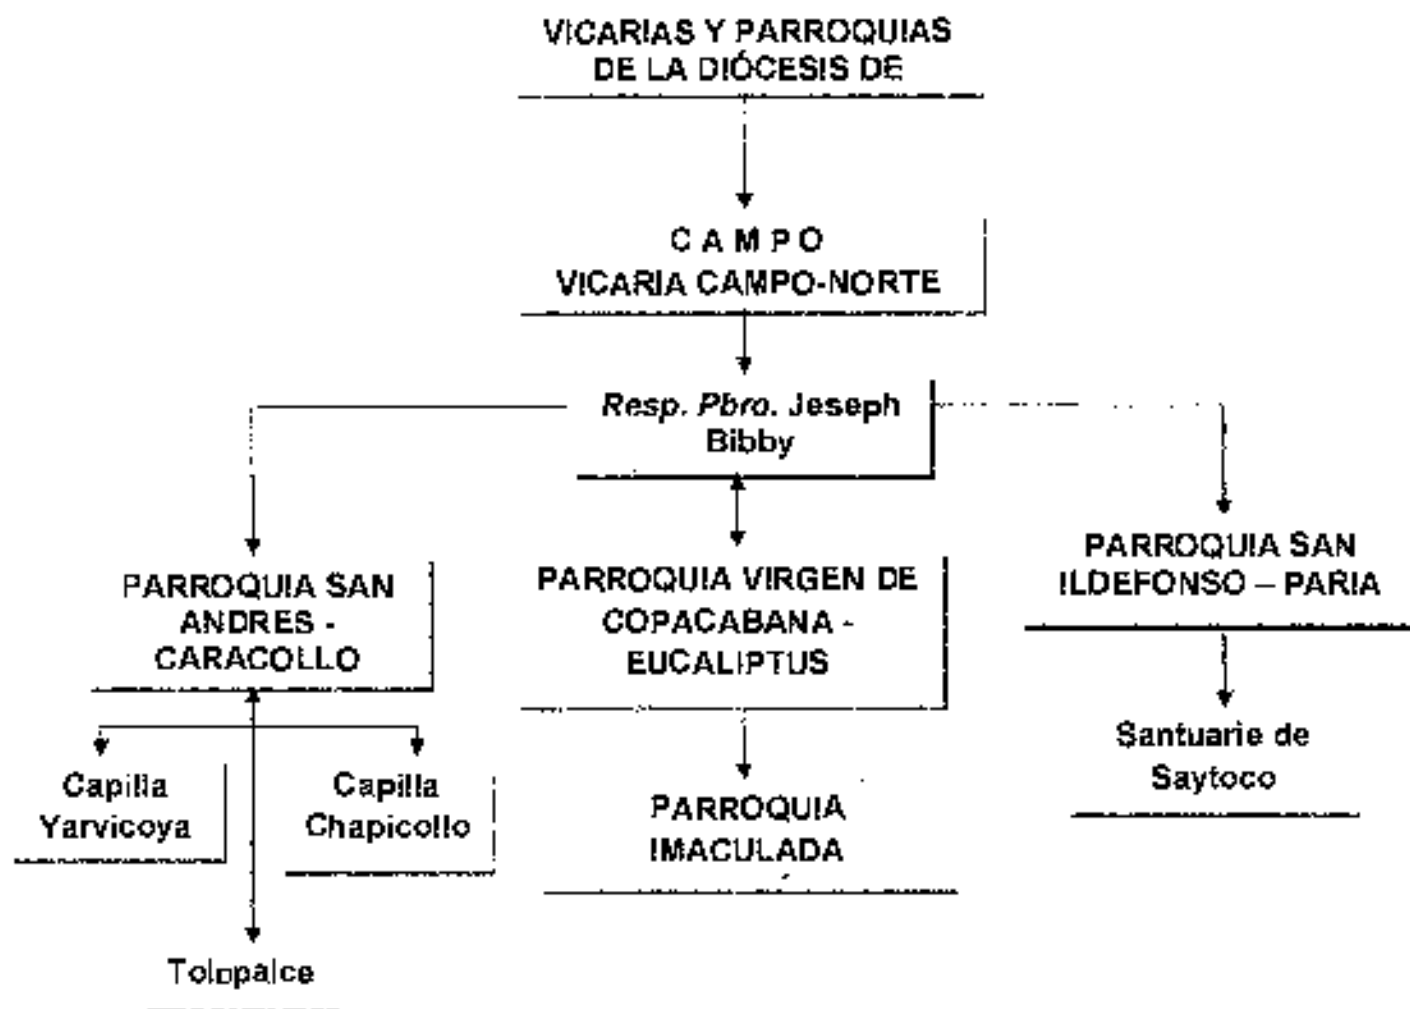 VICARIAS Y PARROQUIAS
DE LA DIÓCESIS DE
C A M P O
VICARIA CAMPO-NORTE
Resp. Pbro. Jeseph
Bibby
PARROQUIA SAN
ANDRES -
CARACOLLO
PARROQUIA VIRGEN DE
COPACABANA -
EUCALIPTUS
PARROQUIA SAN
ILDEFONSO – PARIA
Capilla
Yarvicoya
Capilla
Chapicollo
PARROQUIA
IMACULADA
Santuarie de
Saytoco
Tolopalce